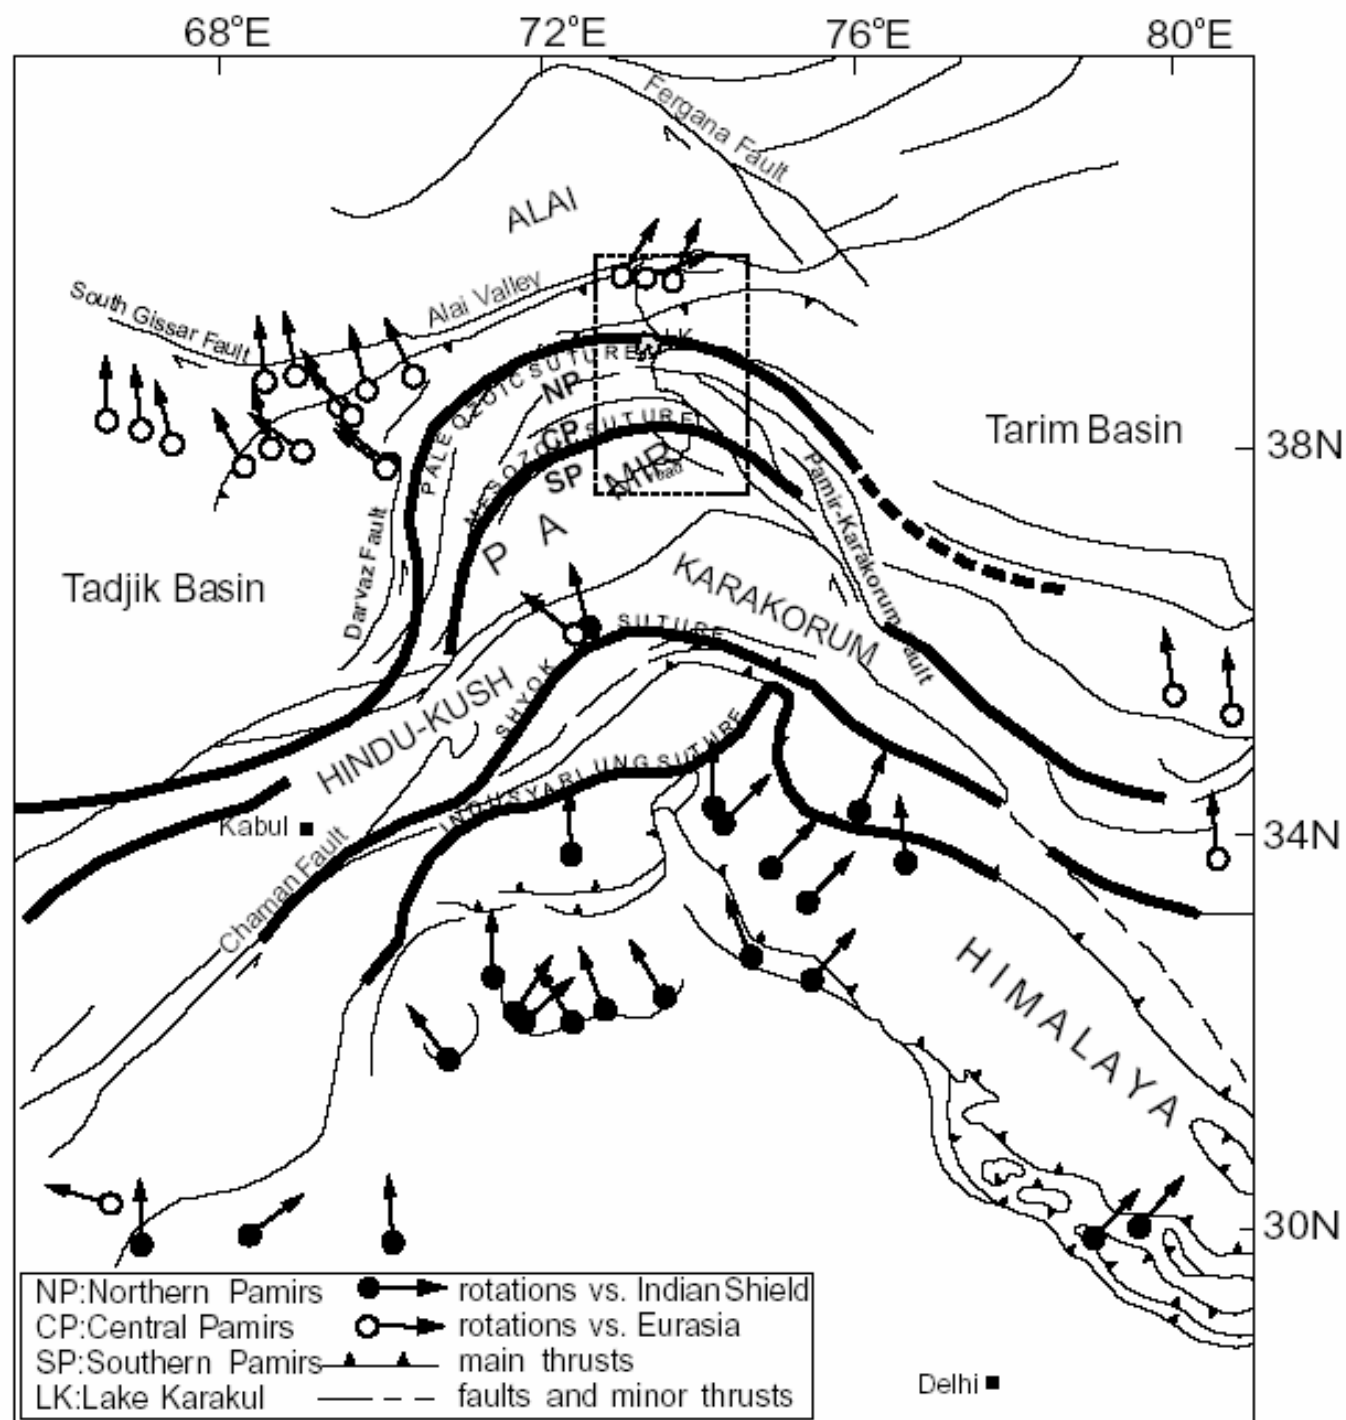 68°E 72°E 76°E 80°E
Fergana Fault
ALAI
South Gissar Fault
Alai Valley
LK
PALEOZOIC SUTURE
NP
MESOZOIC SUTURE
CP
SP
PAMIR
Tarim Basin
38N
Pamir-Karakorum Fault
Darvaz Fault
Tadjik Basin
KARAKORUM
SHYOK SUTURE
HINDU-KUSH
INDUSYARLUNGSUTURE
Kabul
34N
Chaman Fault
HIMALAYA
30N
NP:Northern Pamirs rotations vs. Indian Shield
CP:Central Pamirs rotations vs. Eurasia
SP:Southern Pamirs main thrusts
LK:Lake Karakul faults and minor thrusts
Delhi